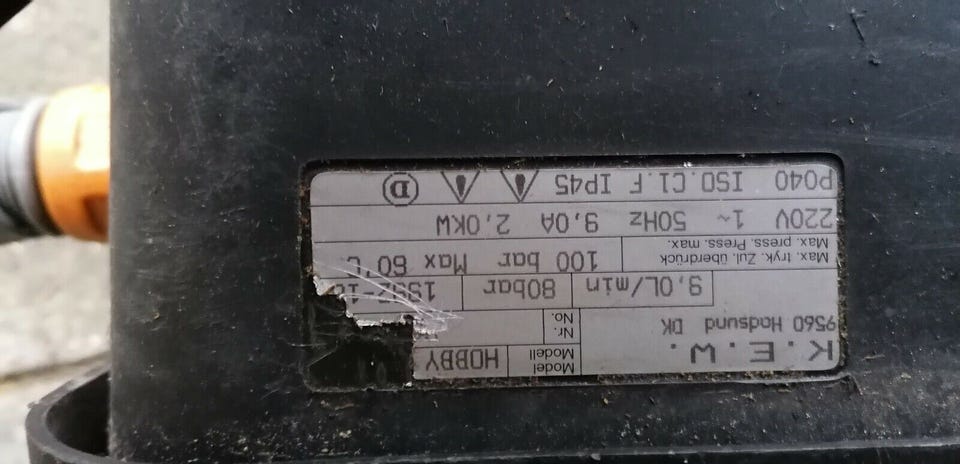 K.E.W.
9560 Hadsund DK
Modell
Model
HOBBY
Nr.
No.
9,0L/min 80bar
Max. tryk. Zul. überdrück
Max. press. Press. max.
100 bar Max 60°C
220V 1~ 50Hz 9,0A 2,0KW
P040 ISO.Cl.F IP45 D